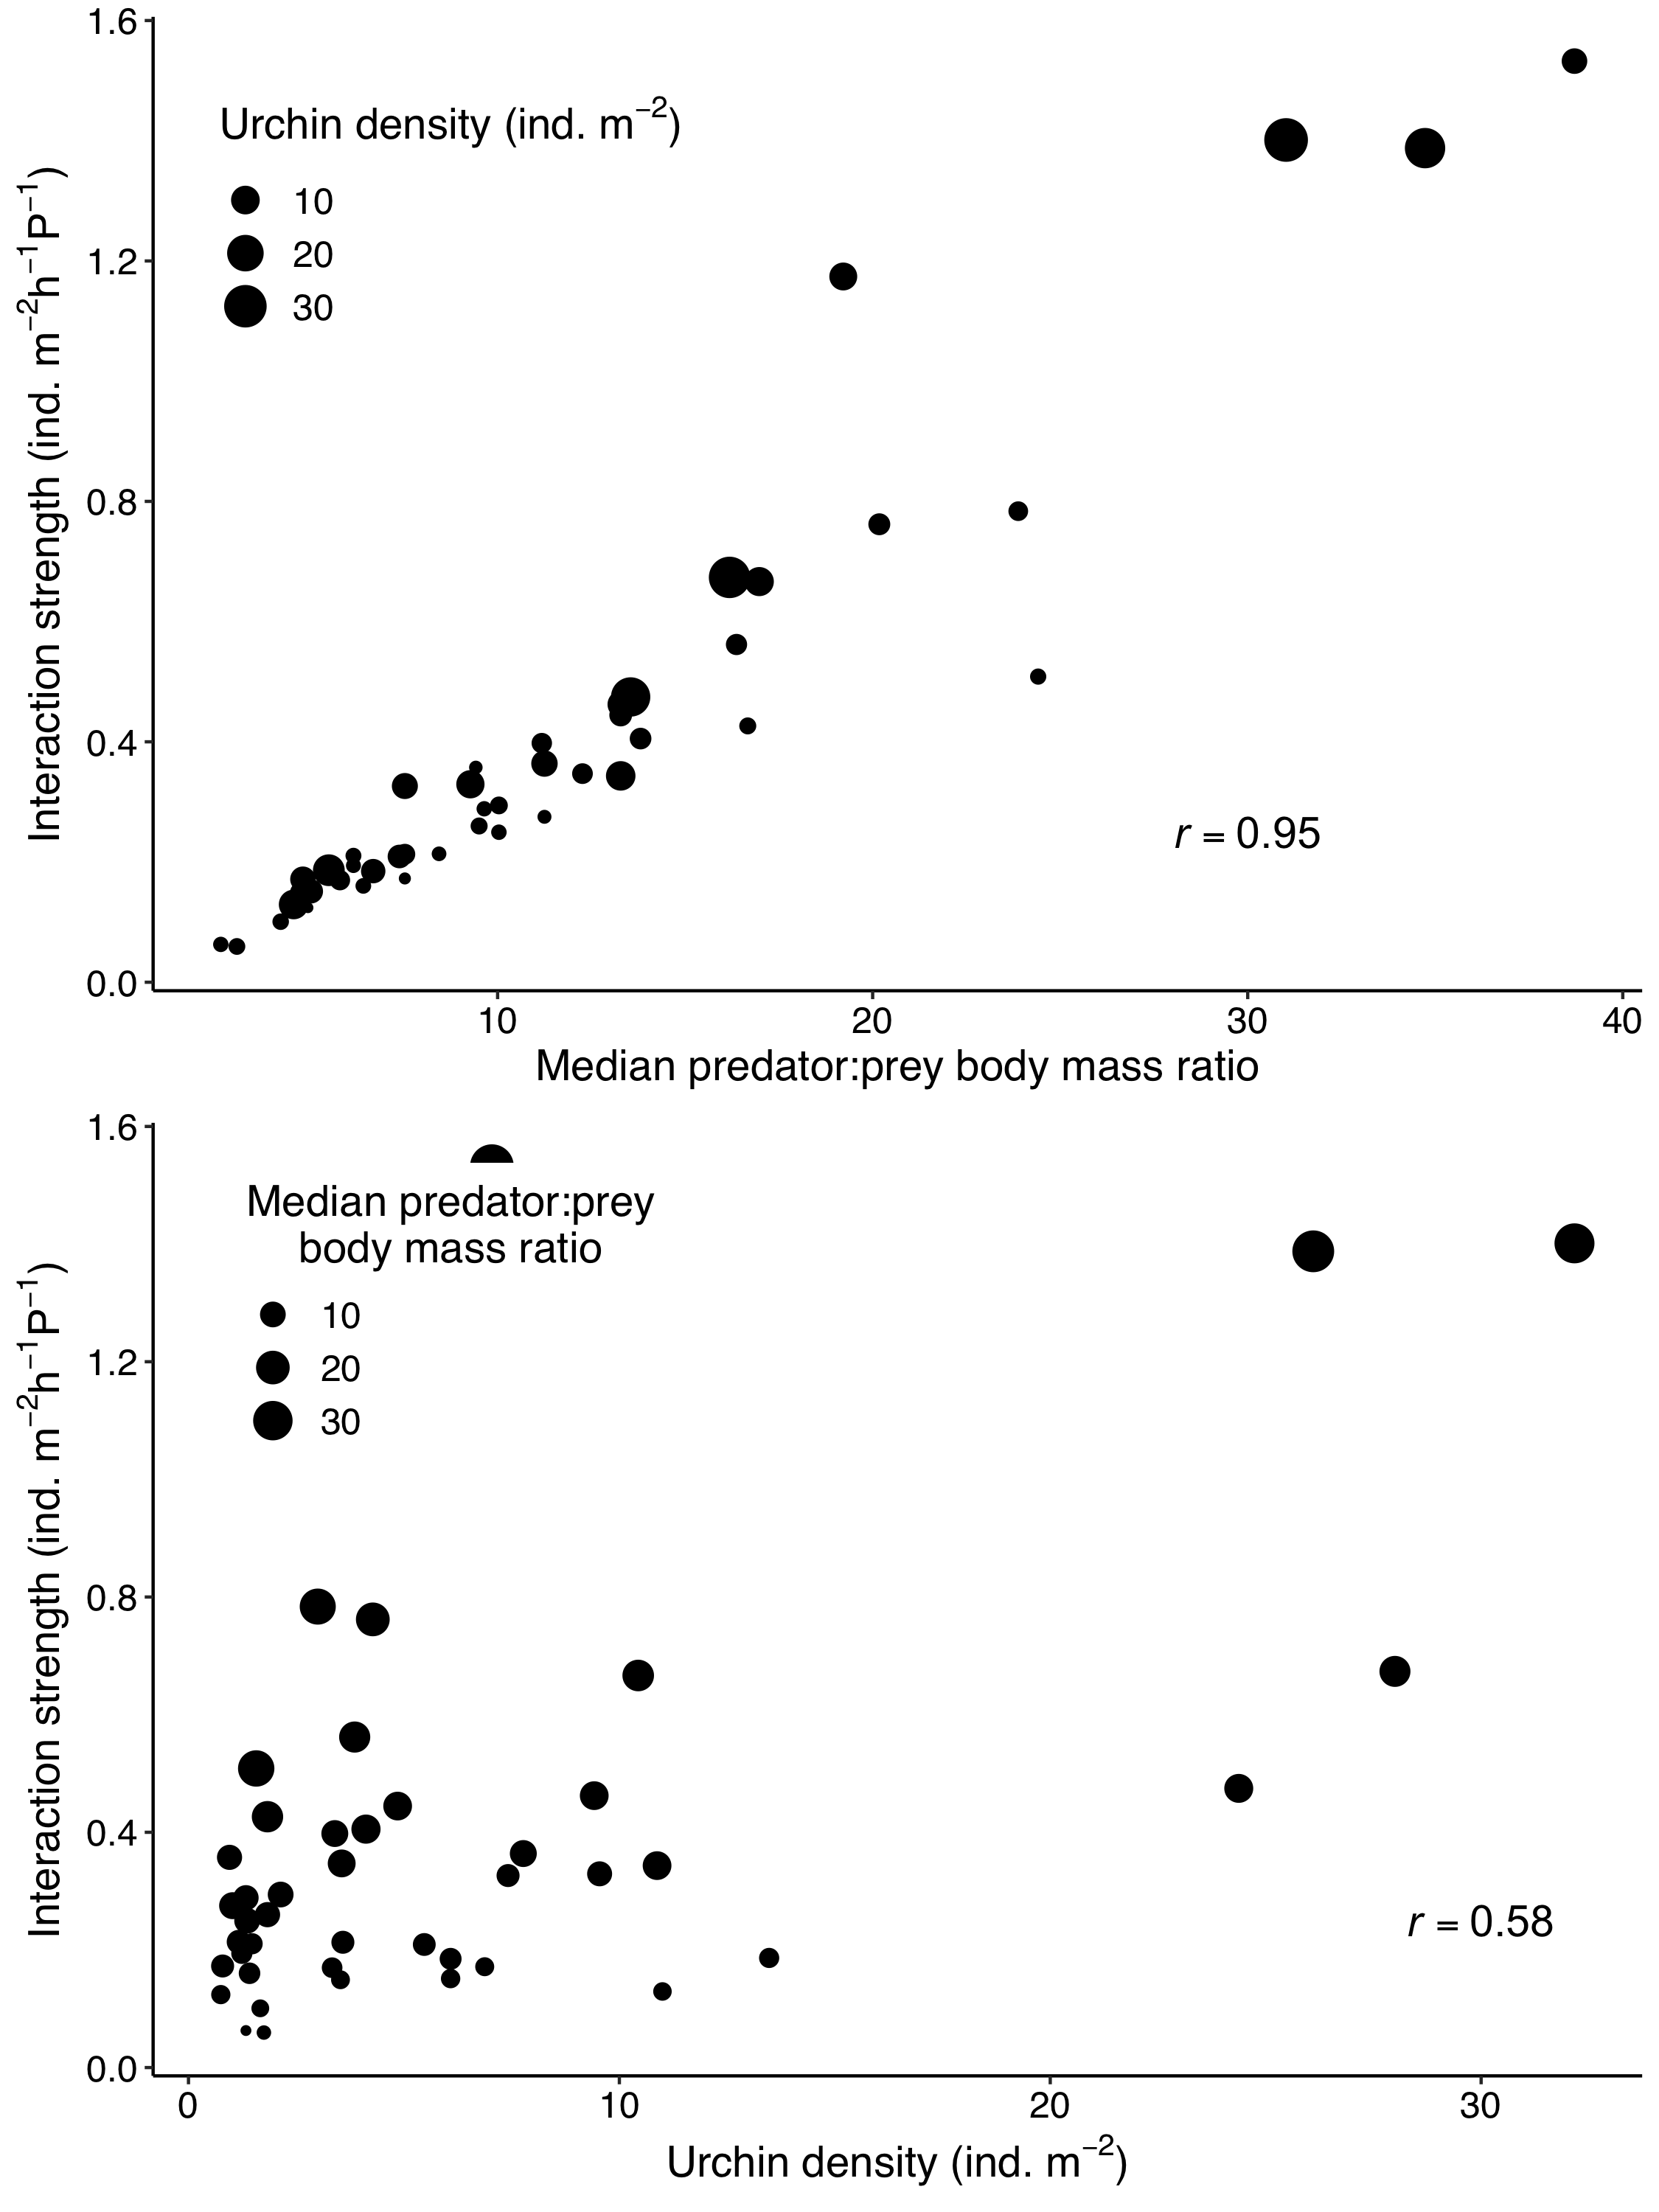 1.6
1.2
0.8
0.4
0.0
Interaction strength (ind. m⁻²h⁻¹P⁻¹)
Urchin density (ind. m⁻²)
10
20
30
r = 0.95
10 20 30 40
Median predator:prey body mass ratio
1.6
1.2
0.8
0.4
0.0
Interaction strength (ind. m⁻²h⁻¹P⁻¹)
Median predator:prey
body mass ratio
10
20
30
r = 0.58
0 10 20 30
Urchin density (ind. m⁻²)